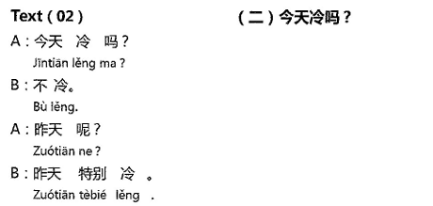 Text（02）
（二）今天冷吗？
A：今天 冷 吗？
Jīntiān lěng ma？
B：不 冷。
Bù lěng.
A：昨天 呢？
Zuótiān ne？
B：昨天 特别 冷 。
Zuótiān tèbié lěng .